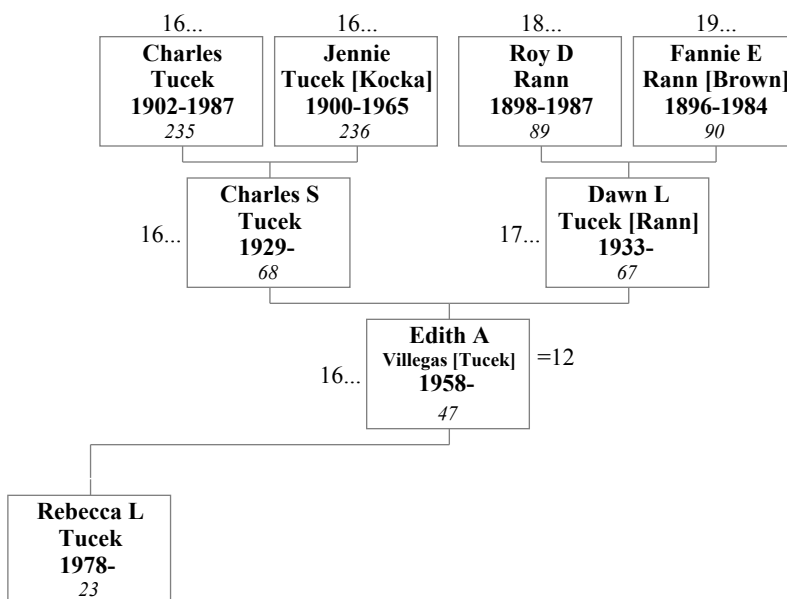 16...
16...
18...
19...
Charles
Tucek
1902-1987
235
Jennie
Tucek [Kocka]
1900-1965
236
Roy D
Rann
1898-1987
89
Fannie E
Rann [Brown]
1896-1984
90
16...
Charles S
Tucek
1929-
68
17...
Dawn L
Tucek [Rann]
1933-
67
16...
Edith A
Villegas [Tucek]
1958-
47
=12
Rebecca L
Tucek
1978-
23